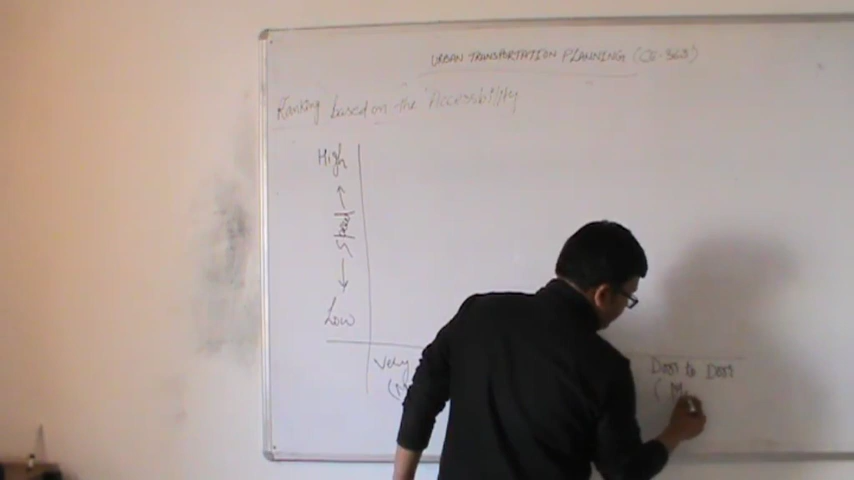 URBAN TRANSPORTATION PLANNING (CE-363)
Ranking based on the Accessibility
High
Speed
Low
Very
Door to Door